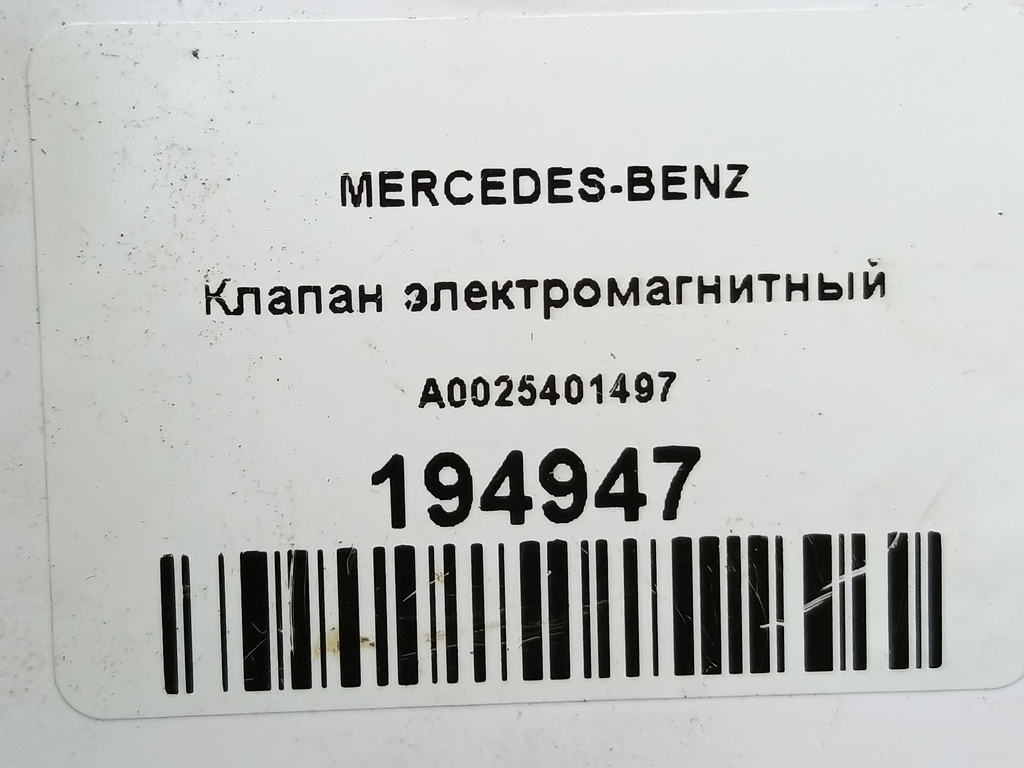 MERCEDES-BENZ
Клапан электромагнитный
A0025401497
194947